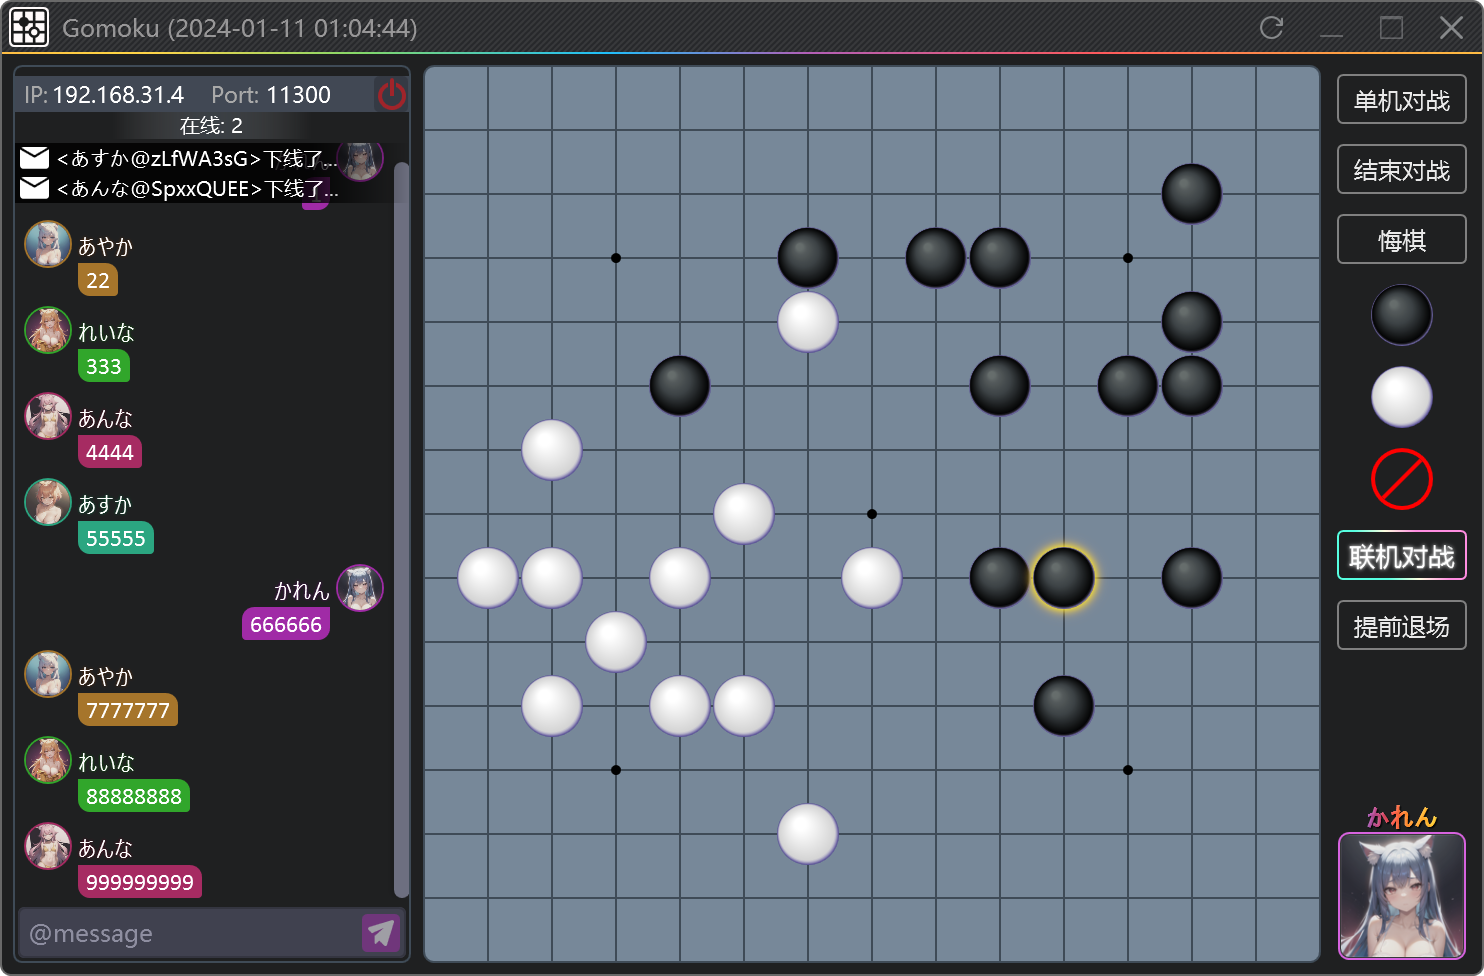 Gomoku (2024-01-11 01:04:44)
IP: 192.168.31.4 Port: 11300
在线: 2
<あすか@zLfWA3sG>下线了...
<あんな@SpxxQUEE>下线了...
あやか
22
れいな
333
あんな
4444
あすか
55555
かれん
666666
あやか
7777777
れいな
88888888
あんな
999999999
@message
单机对战
结束对战
悔棋
联机对战
提前退场
かれん